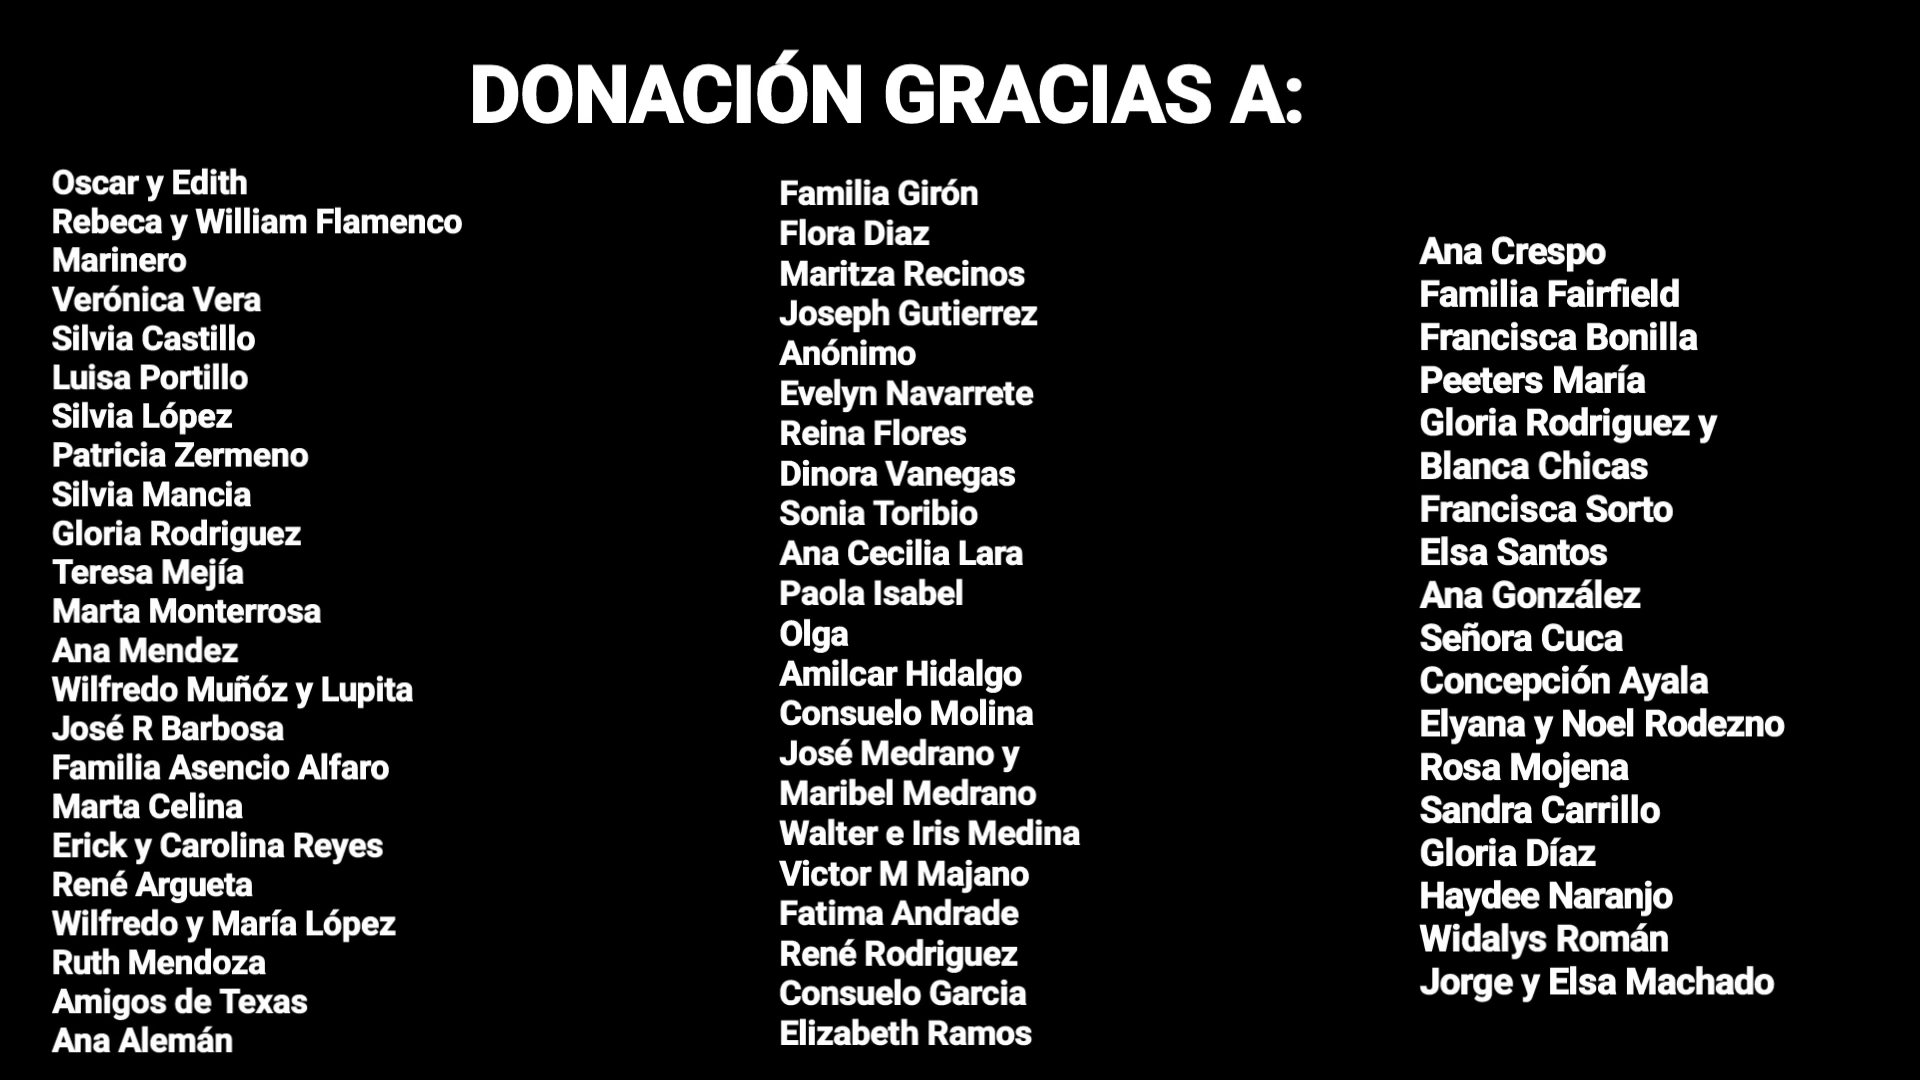 DONACIÓN GRACIAS A:
Oscar y Edith
Rebeca y William Flamenco
Marinero
Verónica Vera
Silvia Castillo
Luisa Portillo
Silvia López
Patricia Zermeno
Silvia Mancia
Gloria Rodriguez
Teresa Mejía
Marta Monterrosa
Ana Mendez
Wilfredo Muñóz y Lupita
José R Barbosa
Familia Asencio Alfaro
Marta Celina
Erick y Carolina Reyes
René Argueta
Wilfredo y María López
Ruth Mendoza
Amigos de Texas
Ana Alemán
Familia Girón
Flora Diaz
Maritza Recinos
Joseph Gutierrez
Anónimo
Evelyn Navarrete
Reina Flores
Dinora Vanegas
Sonia Toribio
Ana Cecilia Lara
Paola Isabel
Olga
Amilcar Hidalgo
Consuelo Molina
José Medrano y
Maribel Medrano
Walter e Iris Medina
Victor M Majano
Fatima Andrade
René Rodriguez
Consuelo Garcia
Elizabeth Ramos
Ana Crespo
Familia Fairfield
Francisca Bonilla
Peeters María
Gloria Rodriguez y
Blanca Chicas
Francisca Sorto
Elsa Santos
Ana González
Señora Cuca
Concepción Ayala
Elyana y Noel Rodezno
Rosa Mojena
Sandra Carrillo
Gloria Díaz
Haydee Naranjo
Widalys Román
Jorge y Elsa Machado